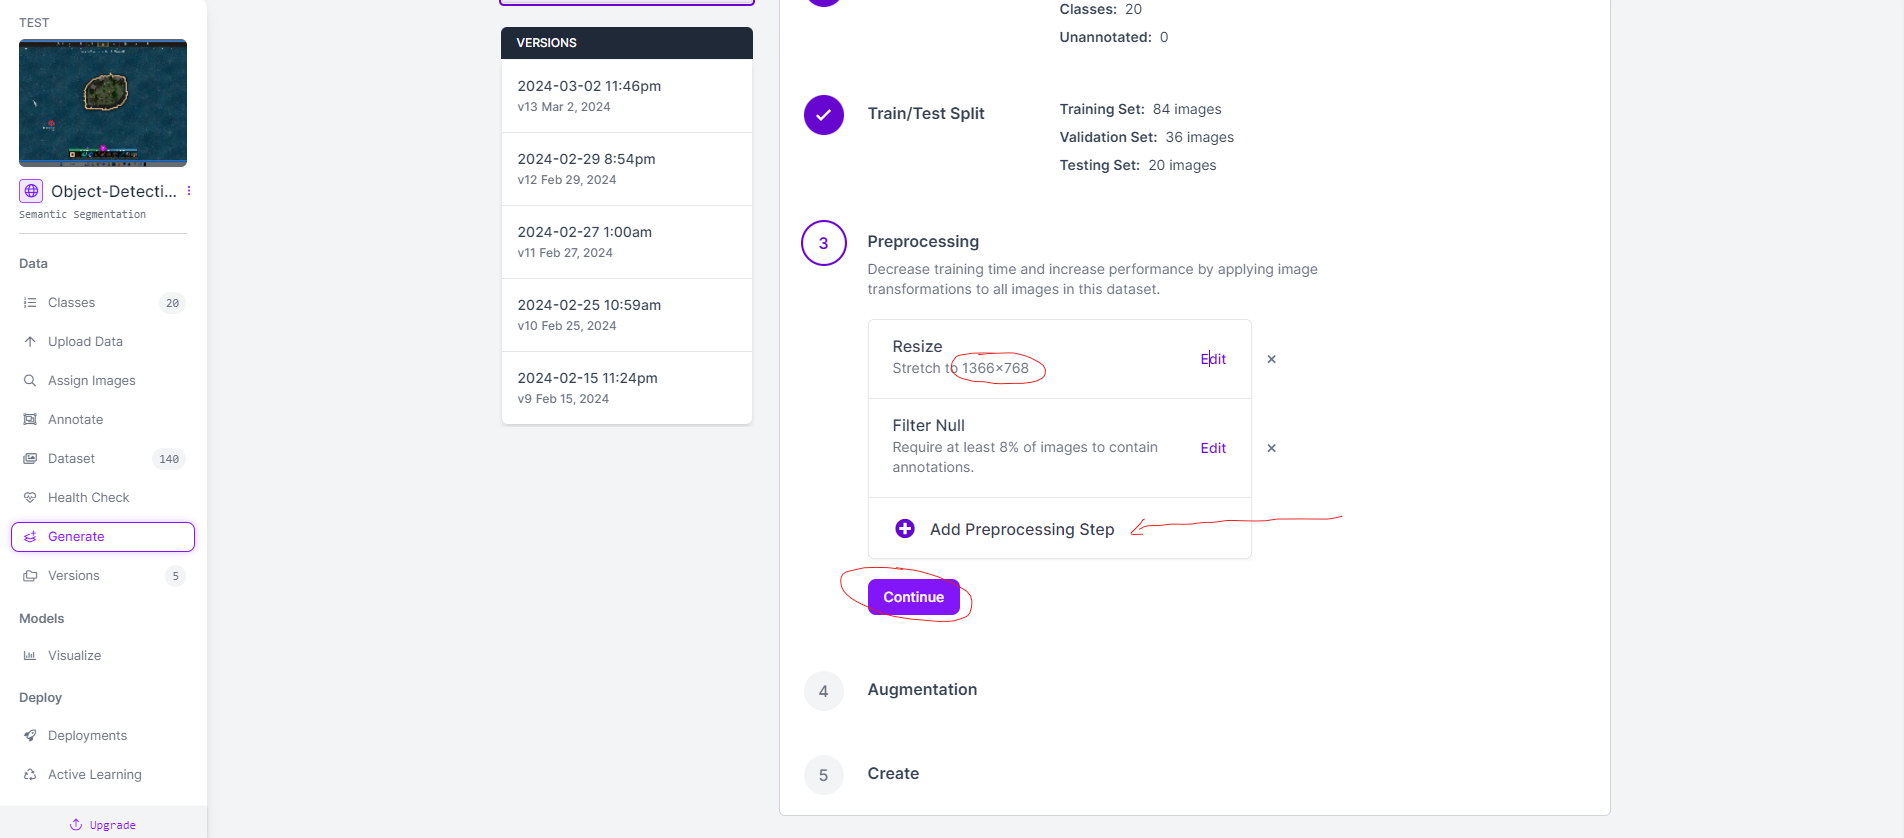 TEST
Object-Detecti...
Semantic Segmentation
Data
Classes 20
Upload Data
Assign Images
Annotate
Dataset 140
Health Check
Generate
Versions 5
Models
Visualize
Deploy
Deployments
Active Learning
Upgrade
VERSIONS
2024-03-02 11:46pm
v13 Mar 2, 2024
2024-02-29 8:54pm
v12 Feb 29, 2024
2024-02-27 1:00am
v11 Feb 27, 2024
2024-02-25 10:59am
v10 Feb 25, 2024
2024-02-15 11:24pm
v9 Feb 15, 2024
Classes: 20
Unannotated: 0
Train/Test Split
Training Set: 84 images
Validation Set: 36 images
Testing Set: 20 images
3 Preprocessing
Decrease training time and increase performance by applying image
transformations to all images in this dataset.
Resize
Stretch to 1366×768
Edit ×
Filter Null
Require at least 8% of images to contain
annotations.
Edit ×
Add Preprocessing Step
Continue
4 Augmentation
5 Create